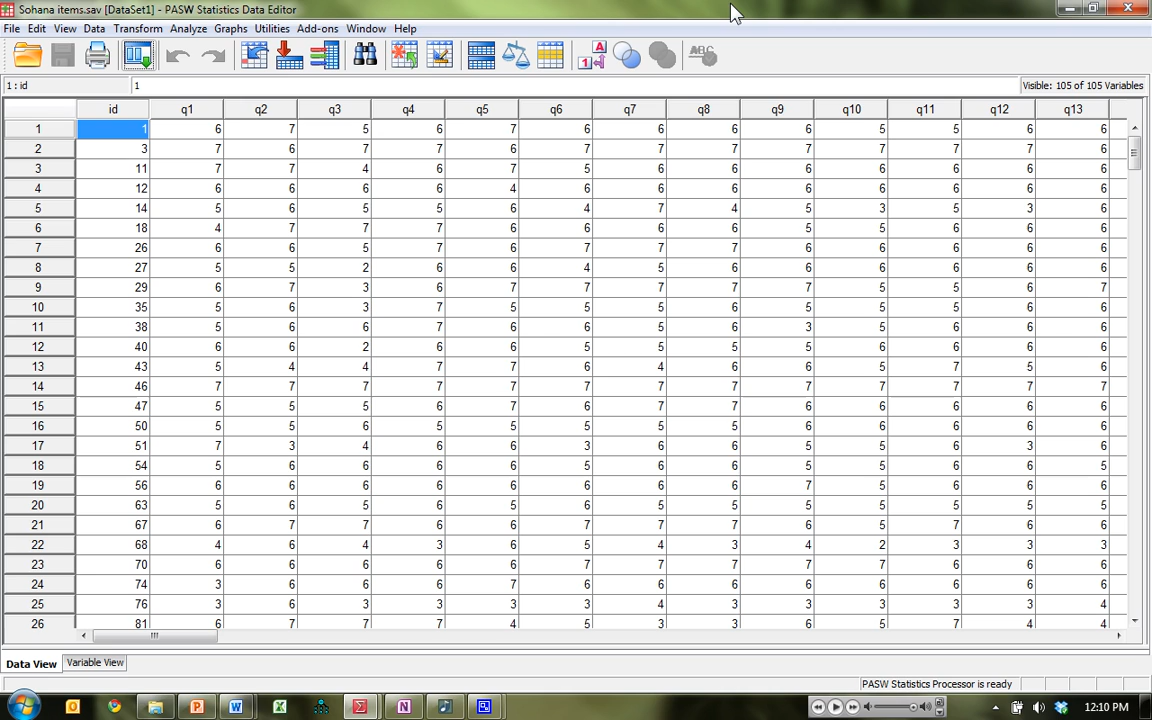 Sohana items.sav [DataSet1] - PASW Statistics Data Editor
File Edit View Data Transform Analyze Graphs Utilities Add-ons Window Help
1 : id 1 Visible: 105 of 105 Variables
id q1 q2 q3 q4 q5 q6 q7 q8 q9 q10 q11 q12 q13
1 1 6 7 5 6 7 6 6 6 6 5 5 6 6
2 3 7 6 7 7 6 7 7 7 7 7 7 7 6
3 11 7 7 4 6 7 5 6 6 6 6 6 6 6
4 12 6 6 6 6 4 6 6 6 6 6 6 6 6
5 14 5 6 5 5 6 4 7 4 5 3 5 3 6
6 18 4 7 7 7 6 6 6 6 5 5 6 6 6
7 26 6 6 5 7 6 7 7 7 6 6 6 6 6
8 27 5 5 2 6 6 4 5 6 6 6 6 6 6
9 29 6 7 3 6 7 7 7 7 7 5 5 6 7
10 35 5 6 3 7 5 5 5 6 5 5 5 6 6
11 38 5 6 6 7 6 6 5 6 3 5 6 6 6
12 40 6 6 2 6 6 5 5 5 5 6 6 6 6
13 43 5 4 4 7 7 6 4 6 6 5 7 5 6
14 46 7 7 7 7 7 7 7 7 7 7 7 7 7
15 47 5 5 5 6 7 6 7 7 6 6 6 6 6
16 50 5 5 6 5 5 5 5 6 6 6 6 6 6
17 51 7 3 4 6 6 3 6 6 5 5 6 3 6
18 54 5 6 6 6 6 5 6 6 5 5 6 6 5
19 56 6 6 6 6 6 6 6 6 7 5 6 6 6
20 63 5 6 5 6 5 6 5 5 5 5 5 5 5
21 67 6 7 7 6 6 7 7 7 6 5 7 6 6
22 68 4 6 4 3 6 5 4 3 4 2 3 3 3
23 70 6 6 6 6 6 7 7 7 7 7 6 6 6
24 74 3 6 6 6 7 6 6 6 6 6 6 6 6
25 76 3 6 3 3 3 3 4 3 3 3 3 3 4
26 81 6 7 7 7 4 5 3 3 6 5 7 4 4
Data View Variable View
PASW Statistics Processor is ready
12:10 PM